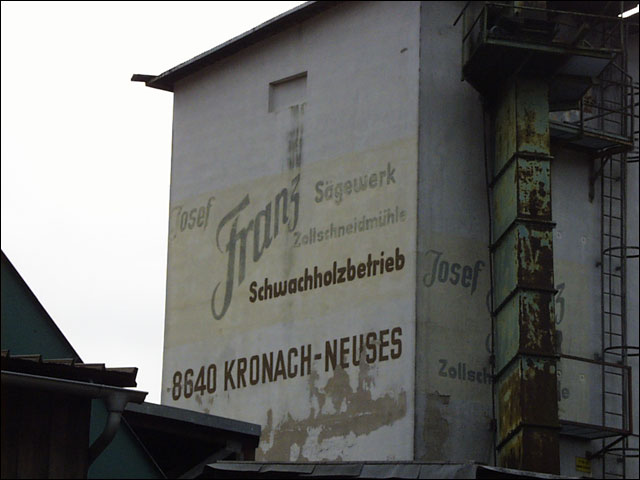 Josef
Franz
Sägewerk
Zollschneidmühle
Schwachholzbetrieb
8640 KRONACH-NEUSES
Josef